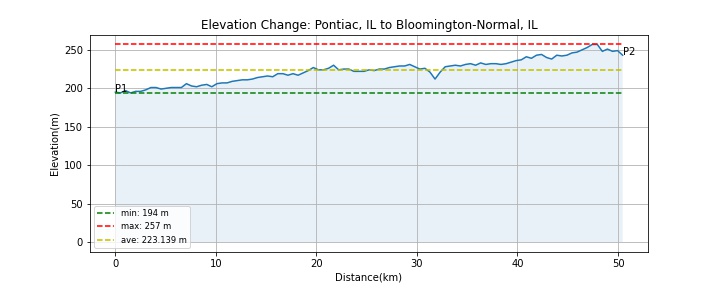 Elevation Change: Pontiac, IL to Bloomington-Normal, IL
Elevation(m)
250
200
150
100
50
0
P1
P2
min: 194 m
max: 257 m
ave: 223.139 m
0 10 20 30 40 50
Distance(km)